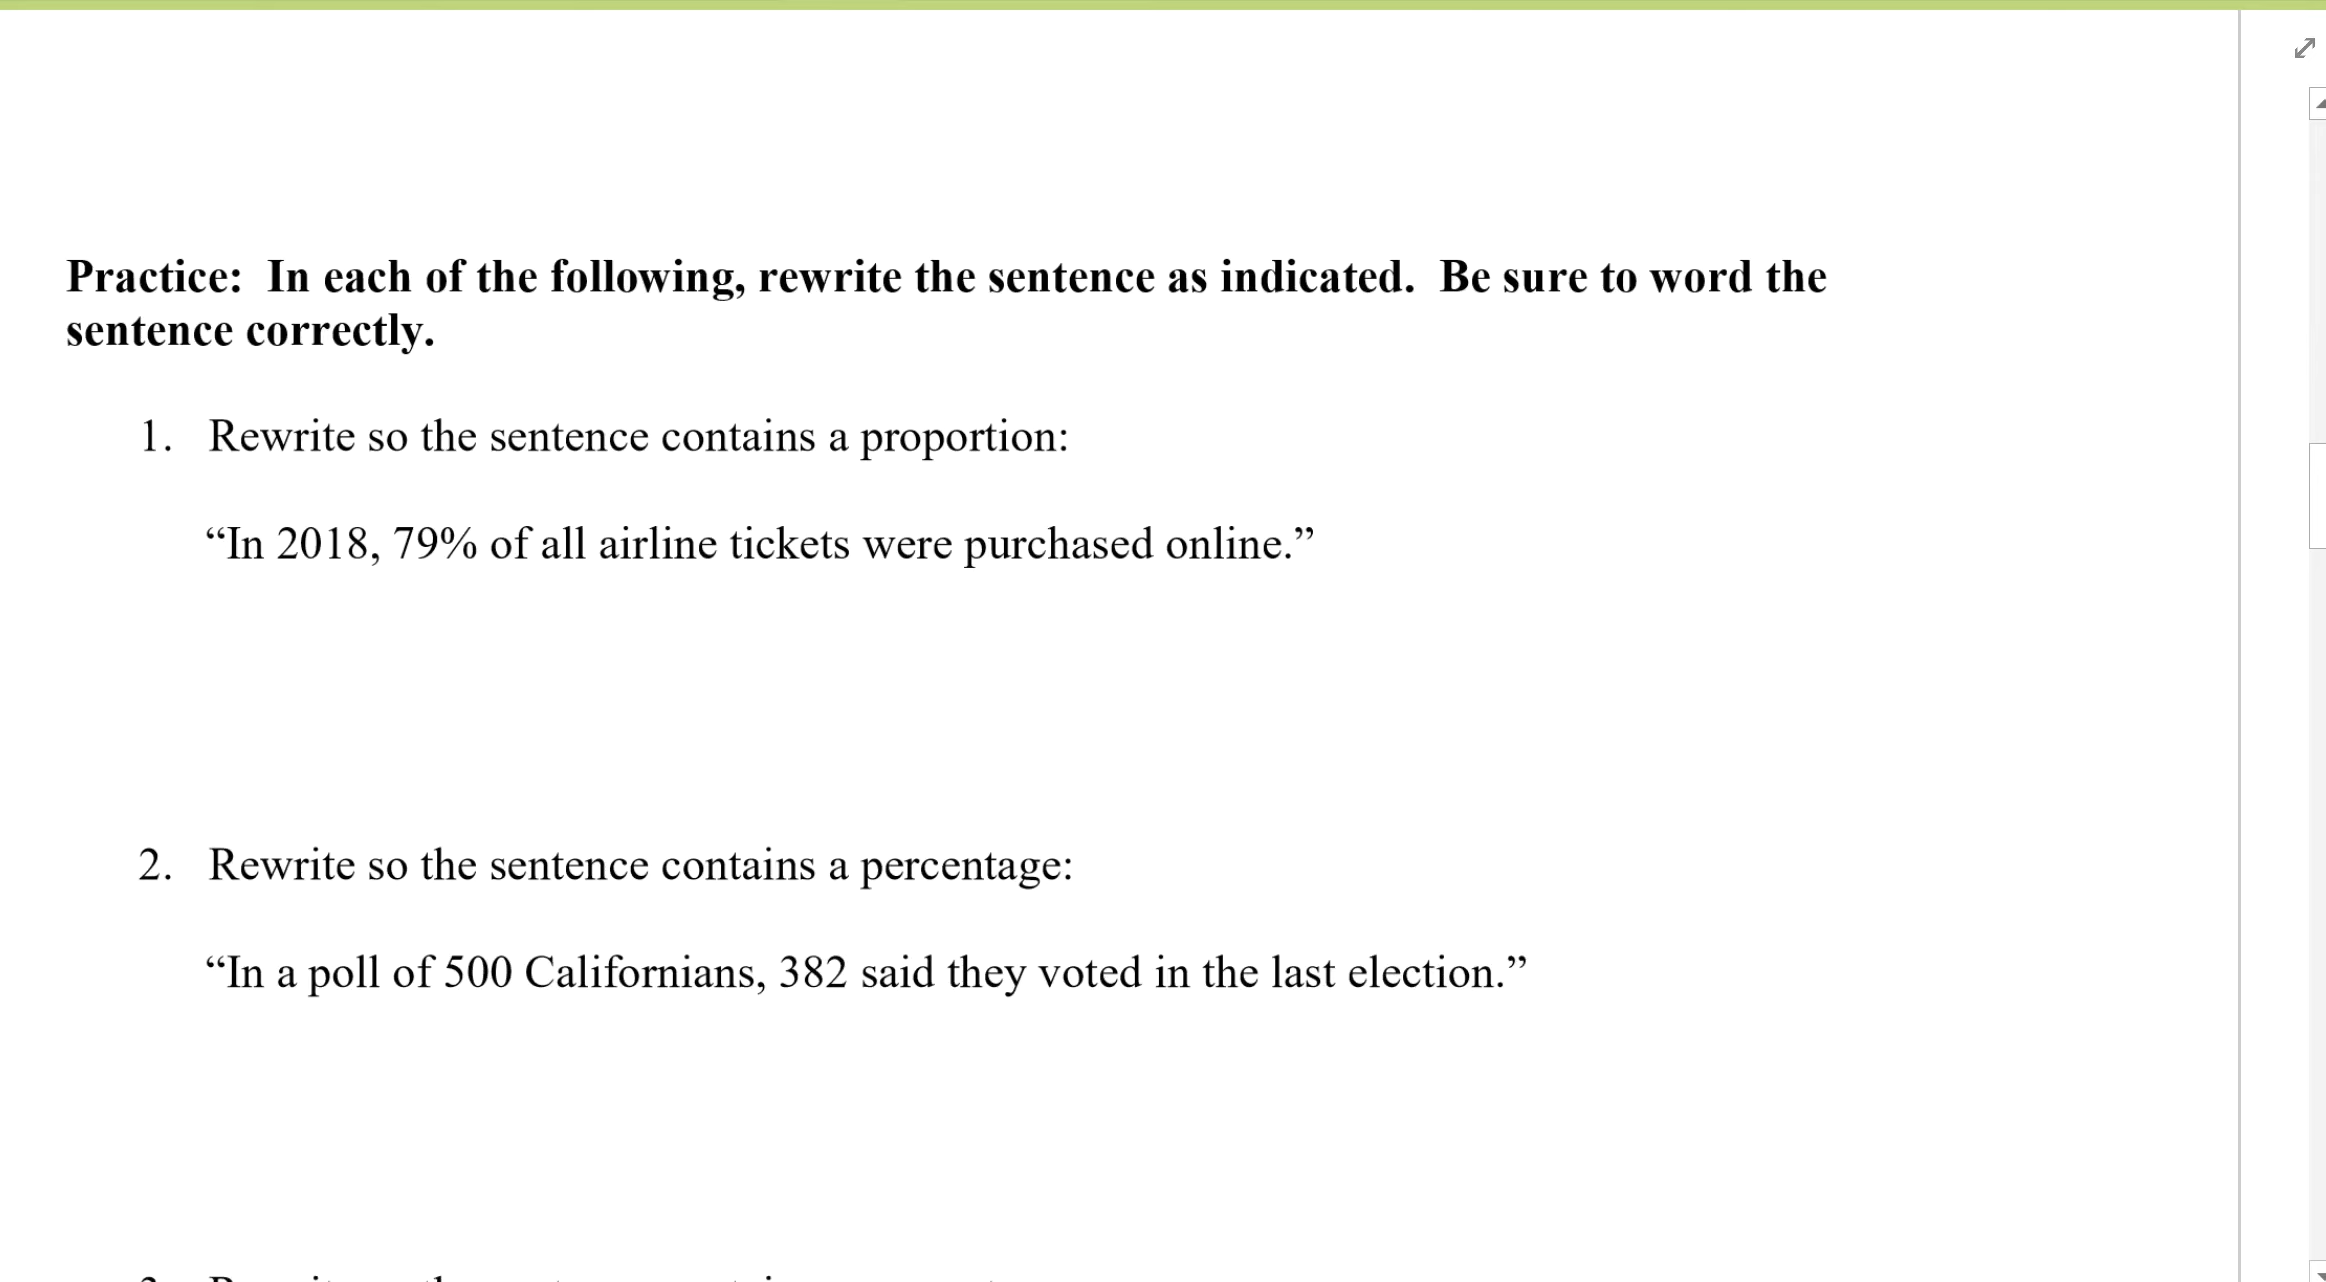 Practice:  In each of the following, rewrite the sentence as indicated.  Be sure to word the
sentence correctly.
1.   Rewrite so the sentence contains a proportion:
“In 2018, 79% of all airline tickets were purchased online.”
2.   Rewrite so the sentence contains a percentage:
“In a poll of 500 Californians, 382 said they voted in the last election.”